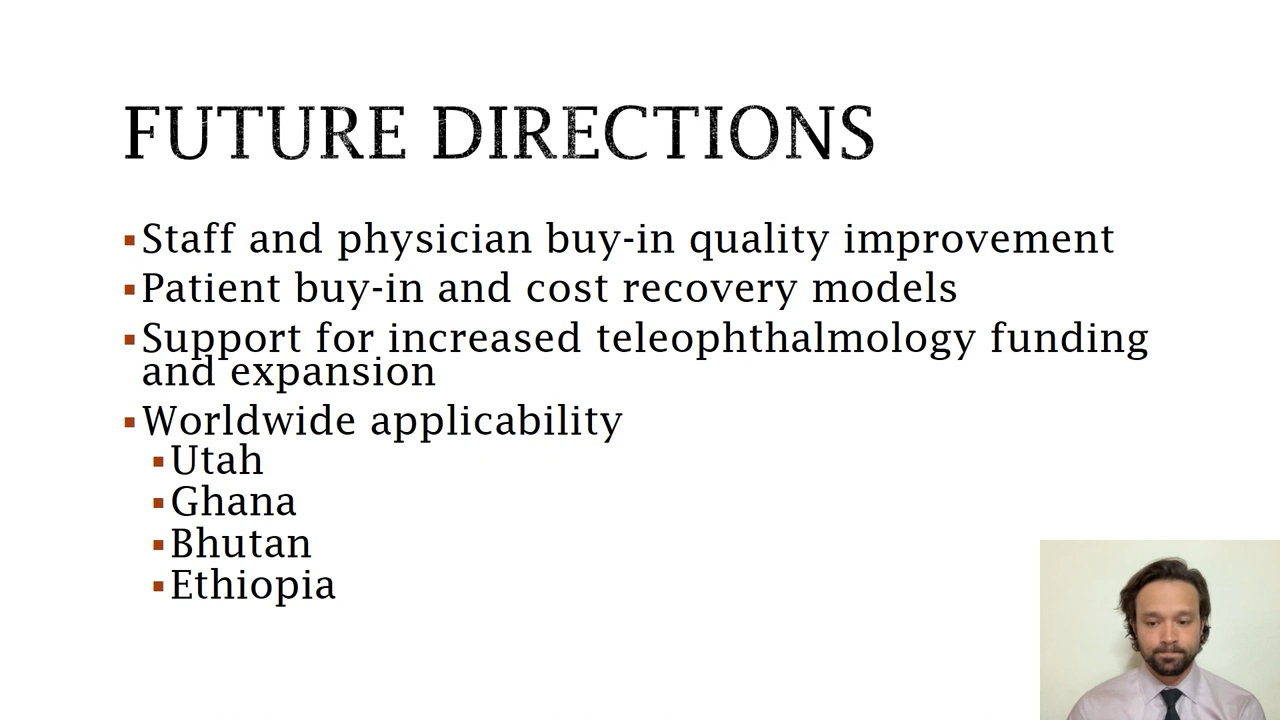 FUTURE DIRECTIONS
▪Staff and physician buy-in quality improvement
▪Patient buy-in and cost recovery models
▪Support for increased teleophthalmology funding
and expansion
▪Worldwide applicability
▪Utah
▪Ghana
▪Bhutan
▪Ethiopia